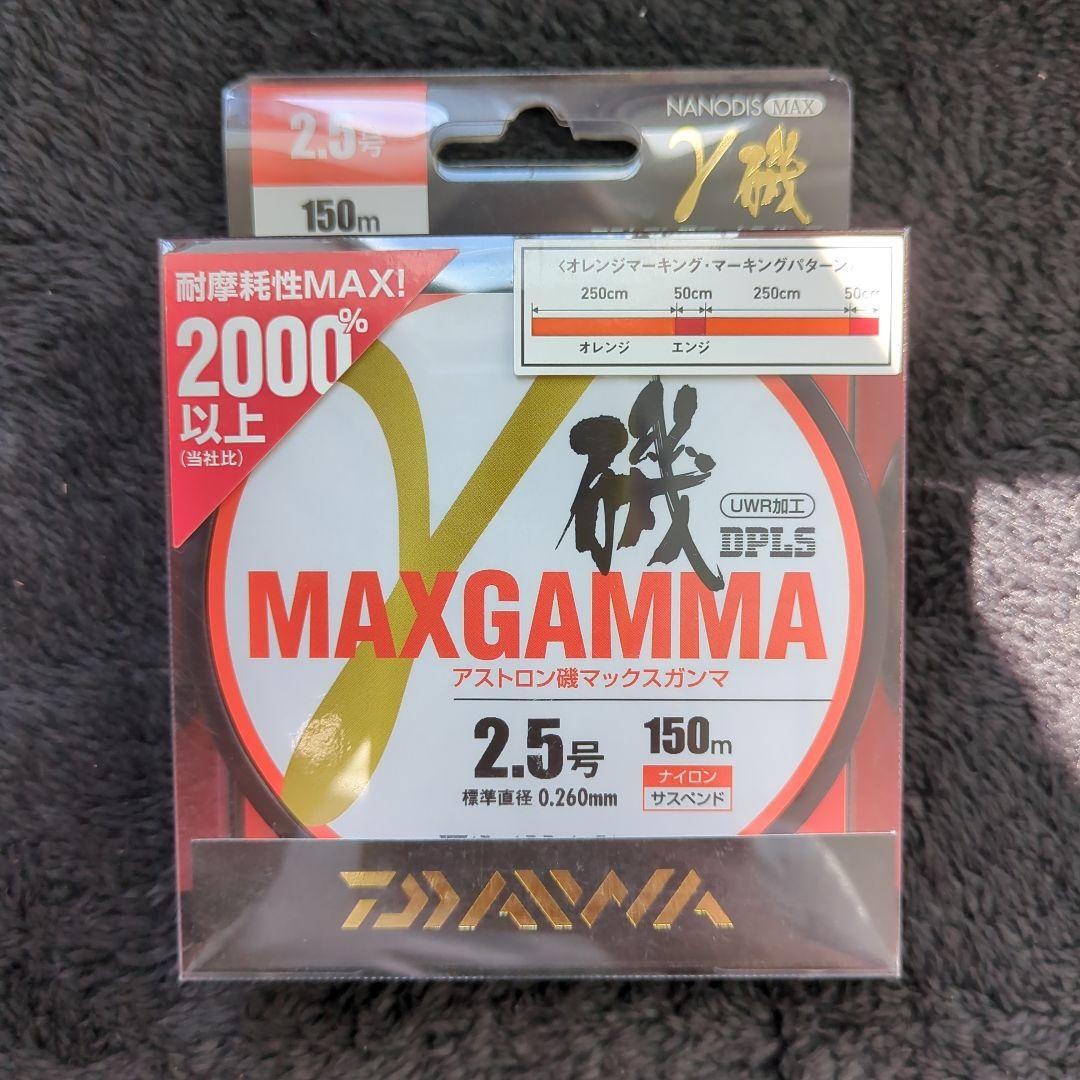 2.5号
150m
NANODIS MAX
γ磯
耐摩耗性MAX!
2000%
以上
(当社比)
〈オレンジマーキング・マーキングパターン〉
250cm 50cm 250cm 50cm
オレンジ エンジ
γ
磯
UWR加工
DPLS
MAXGAMMA
アストロン磯マックスガンマ
2.5号 150m
標準直径 0.260mm
ナイロン
サスペンド
DAIWA